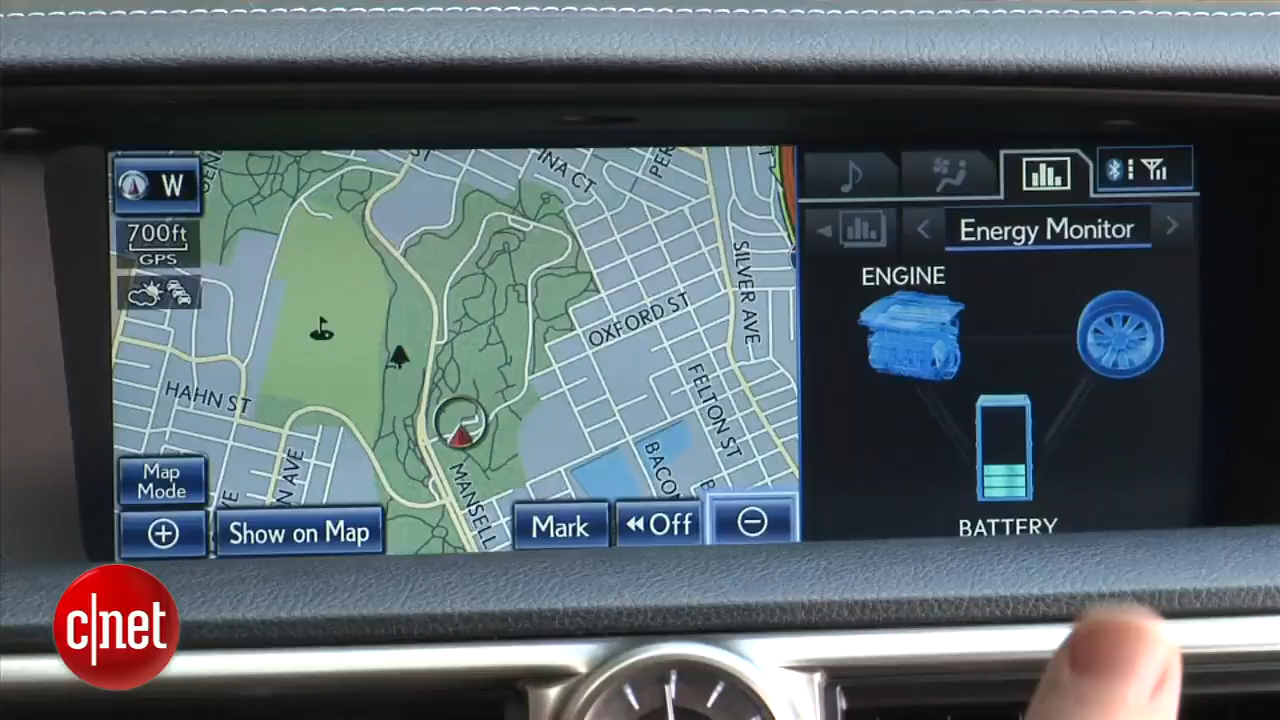 W
700ft
GPS
INA CT
PER
SILVER AVE
OXFORD ST
HAHN ST
FELTON ST
BACO
MANSELL
N AVE
VE
Map
Mode
Show on Map
Mark
Off
Energy Monitor
ENGINE
BATTERY
c|net